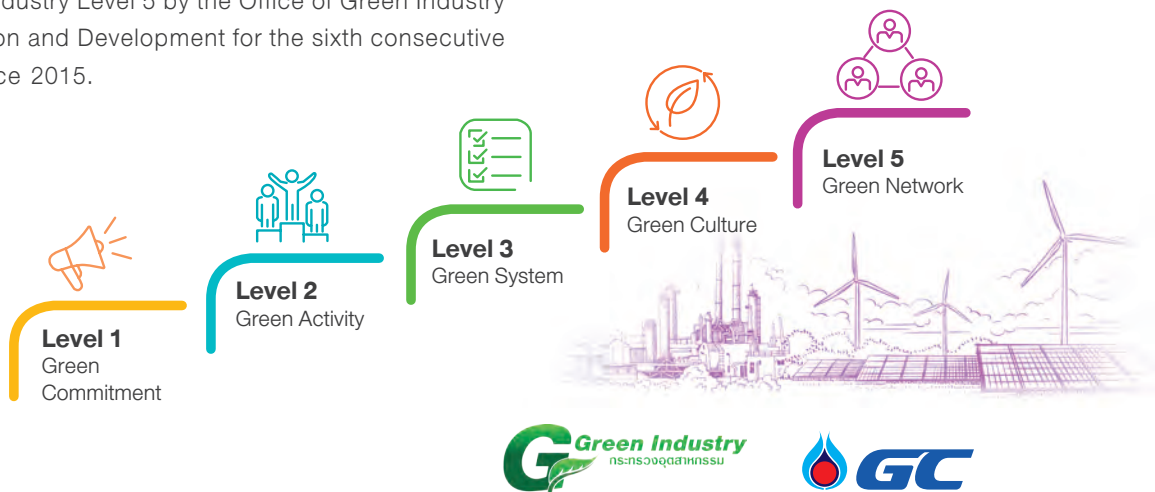 dustry Level 5 by the Office of Green Industry
on and Development for the sixth consecutive
ce 2015.
Level 5
Green Network
Level 4
Green Culture
Level 3
Green System
Level 2
Green Activity
Level 1
Green
Commitment
Green Industry
กระทรวงอุตสาหกรรม
GC